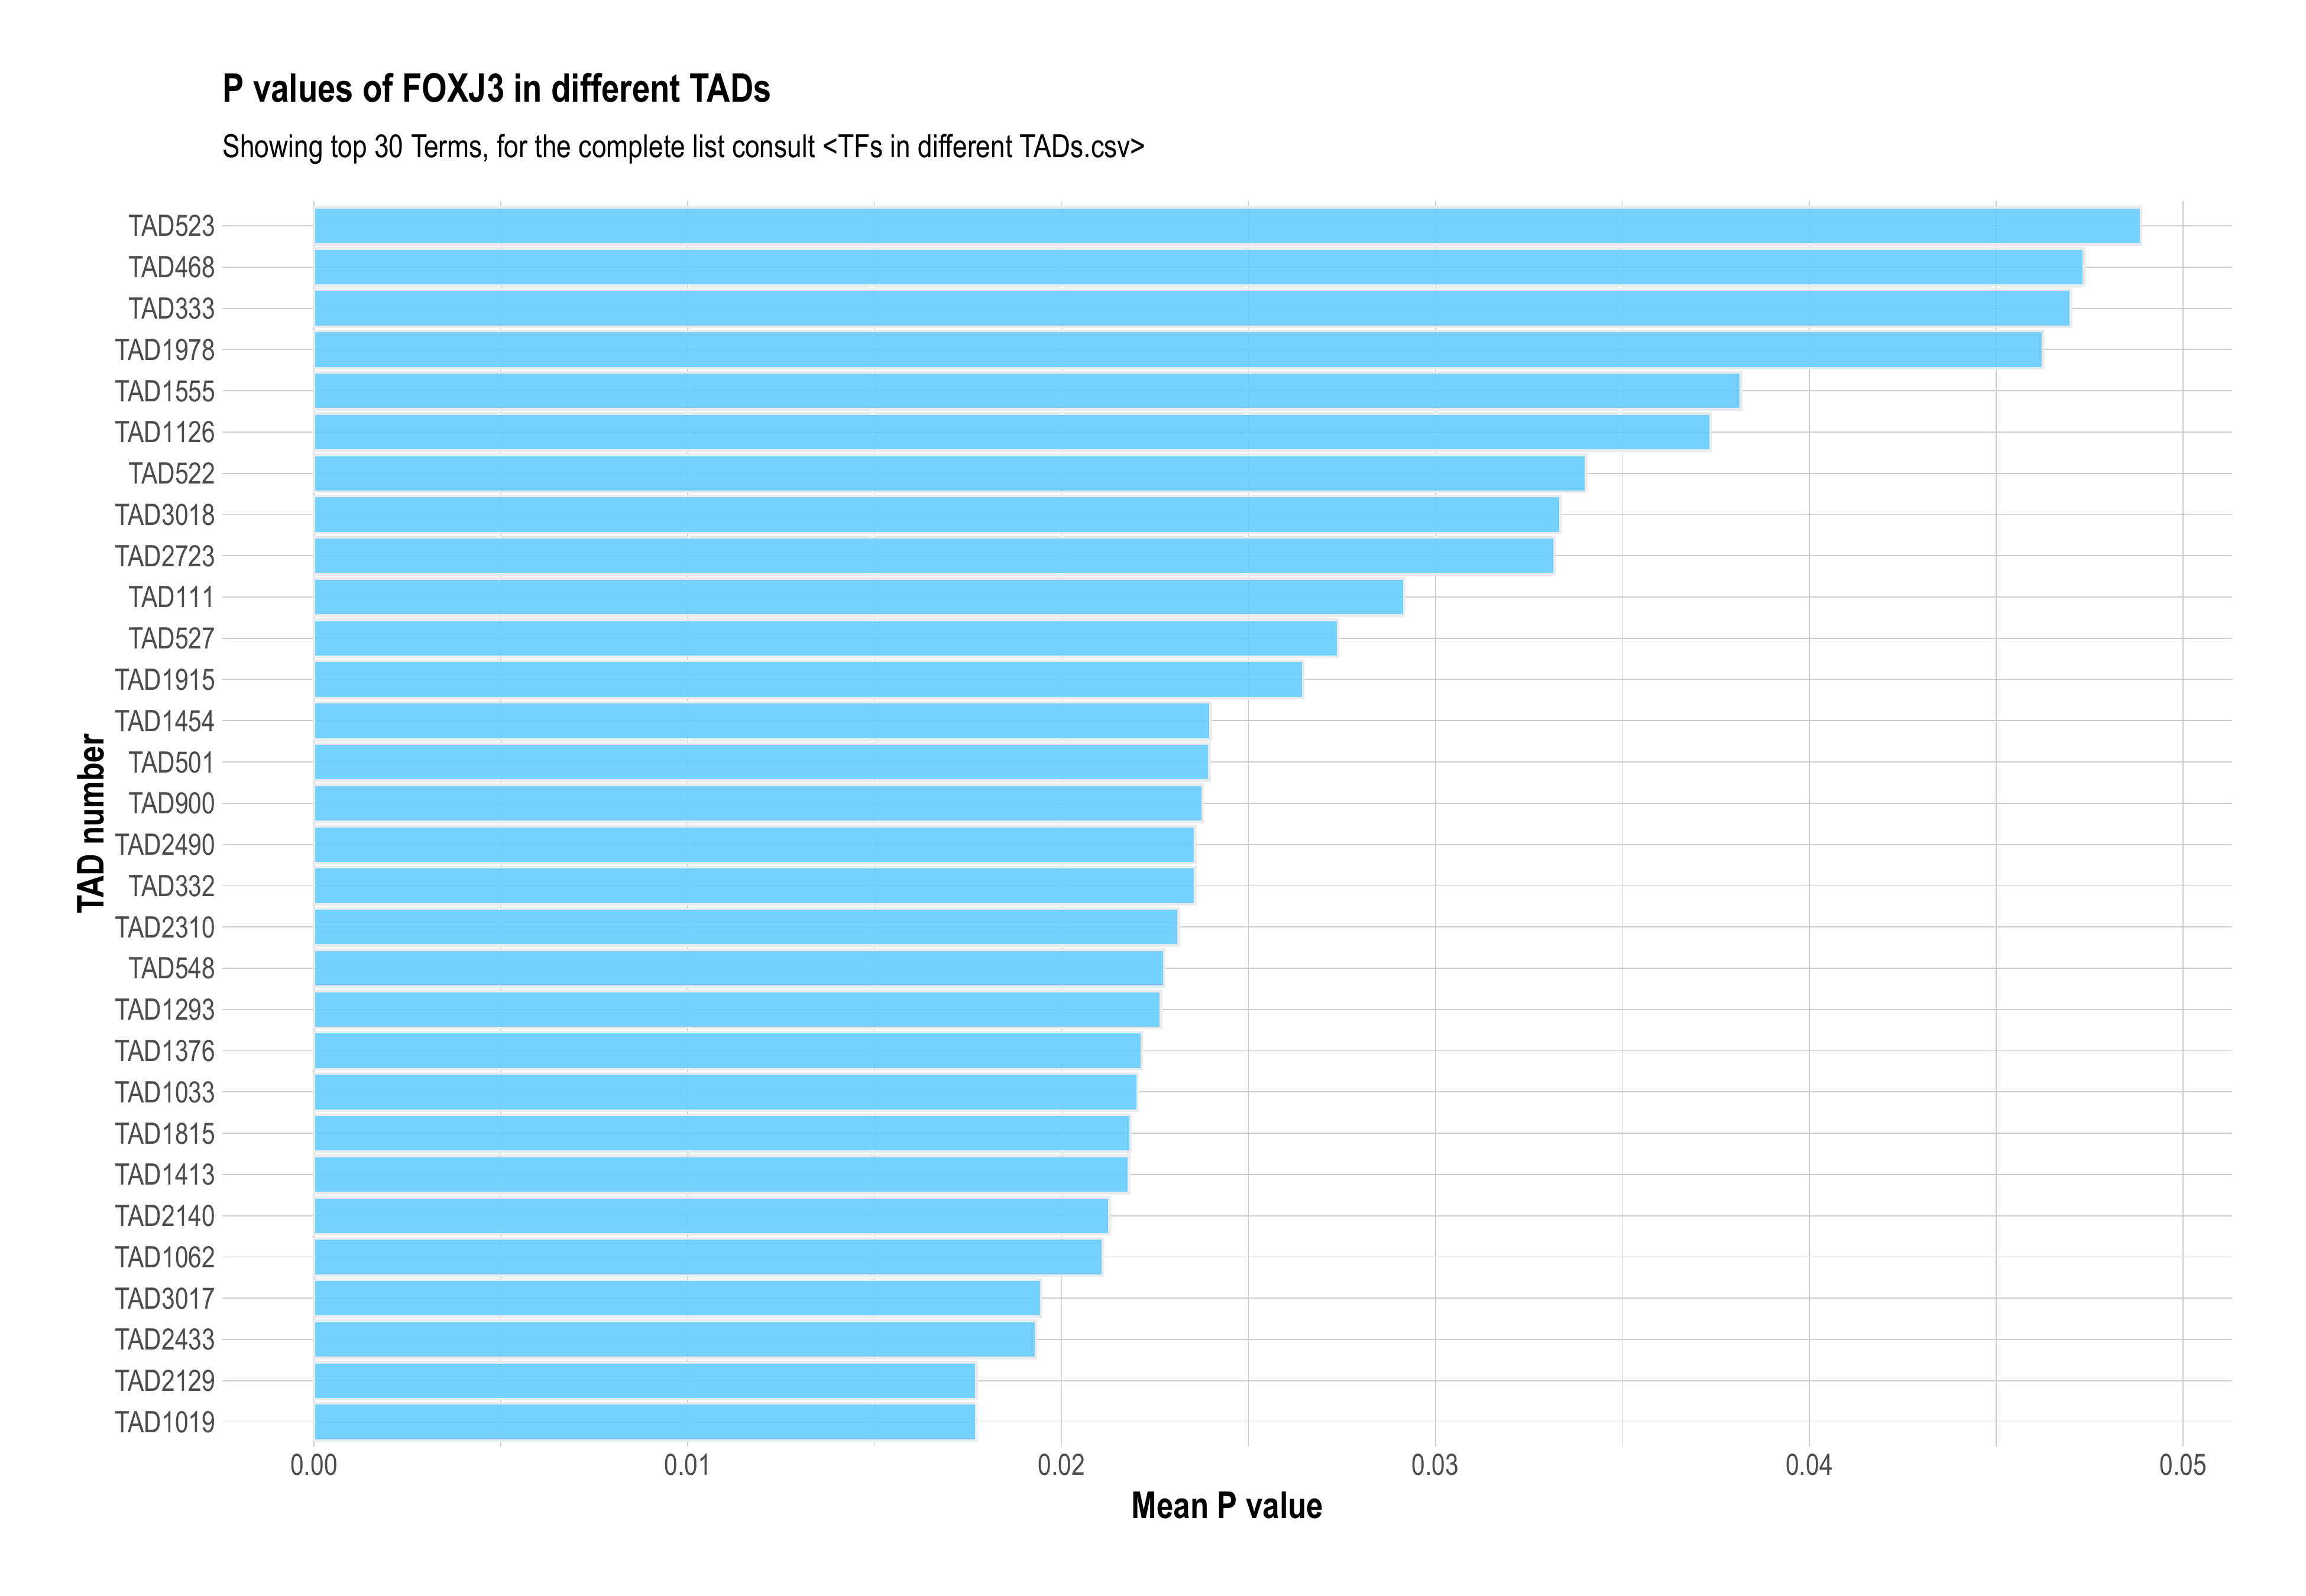 P values of FOXJ3 in different TADs
Showing top 30 Terms, for the complete list consult <TFs in different TADs.csv>
TAD number
TAD523
TAD468
TAD333
TAD1978
TAD1555
TAD1126
TAD522
TAD3018
TAD2723
TAD111
TAD527
TAD1915
TAD1454
TAD501
TAD900
TAD2490
TAD332
TAD2310
TAD548
TAD1293
TAD1376
TAD1033
TAD1815
TAD1413
TAD2140
TAD1062
TAD3017
TAD2433
TAD2129
TAD1019
0.00 0.01 0.02 0.03 0.04 0.05
Mean P value